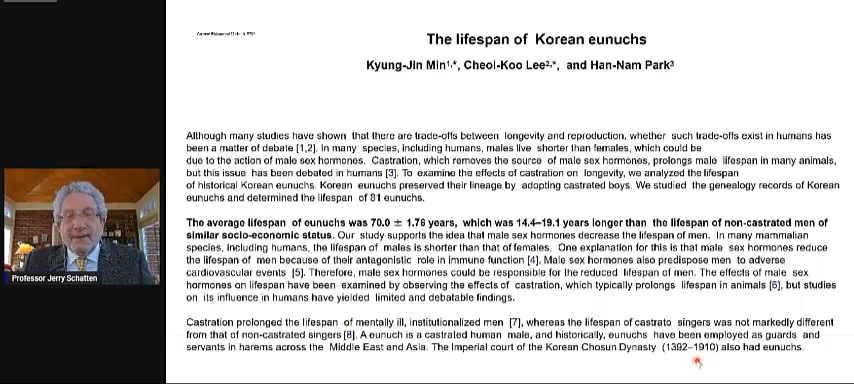 The lifespan of Korean eunuchs
Kyung-Jin Min¹,*, Cheol-Koo Lee²,*, and Han-Nam Park³
Although many studies have shown that there are trade-offs between longevity and reproduction, whether such trade-offs exist in humans has
been a matter of debate [1,2]. In many species, including humans, males live shorter than females, which could be
due to the action of male sex hormones. Castration, which removes the source of male sex hormones, prolongs male lifespan in many animals,
but this issue has been debated in humans [3]. To examine the effects of castration on longevity, we analyzed the lifespan
of historical Korean eunuchs. Korean eunuchs preserved their lineage by adopting castrated boys. We studied the genealogy records of Korean
eunuchs and determined the lifespan of 81 eunuchs.
The average lifespan of eunuchs was 70.0 ± 1.76 years, which was 14.4–19.1 years longer than the lifespan of non-castrated men of
similar socio-economic status. Our study supports the idea that male sex hormones decrease the lifespan of men. In many mammalian
species, including humans, the lifespan of males is shorter than that of females. One explanation for this is that male sex hormones reduce
the lifespan of men because of their antagonistic role in immune function [4]. Male sex hormones also predispose men to adverse
cardiovascular events [5]. Therefore, male sex hormones could be responsible for the reduced lifespan of men. The effects of male sex
hormones on lifespan have been examined by observing the effects of castration, which typically prolongs lifespan in animals [6], but studies
on its influence in humans have yielded limited and debatable findings.
Professor Jerry Schatten
Castration prolonged the lifespan of mentally ill, institutionalized men [7], whereas the lifespan of castrato singers was not markedly different
from that of non-castrated singers [8]. A eunuch is a castrated human male, and historically, eunuchs have been employed as guards and
servants in harems across the Middle East and Asia. The Imperial court of the Korean Chosun Dynasty (1392–1910) also had eunuchs.